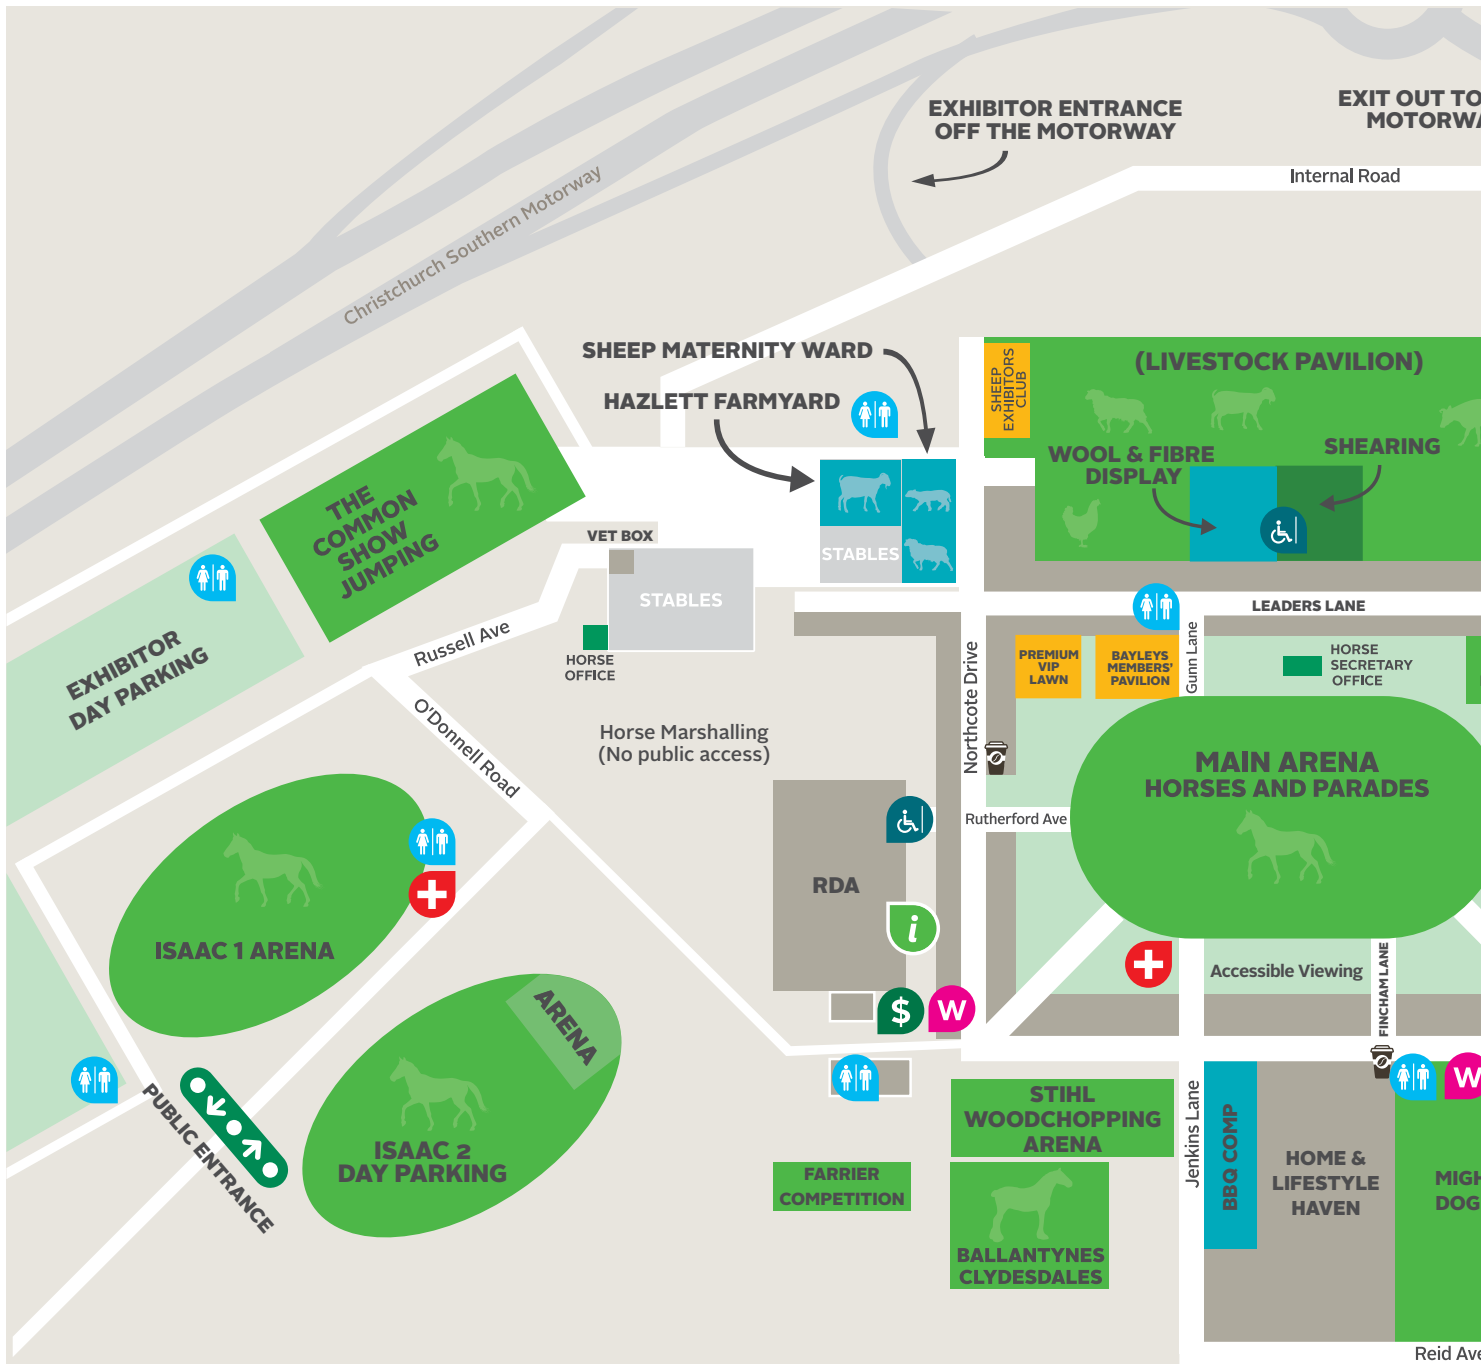 EXHIBITOR ENTRANCE
OFF THE MOTORWAY
EXIT OUT TO
MOTORWA
Internal Road
Christchurch Southern Motorway
SHEEP MATERNITY WARD
HAZLETT FARMYARD
SHEEP
EXHIBITORS
CLUB
(LIVESTOCK PAVILION)
WOOL & FIBRE
DISPLAY
SHEARING
THE
COMMON
SHOW
JUMPING
VET BOX
STABLES
STABLES
HORSE
OFFICE
Russell Ave
EXHIBITOR
DAY PARKING
O'Donnell Road
Horse Marshalling
(No public access)
LEADERS LANE
Northcote Drive
PREMIUM
VIP
LAWN
BAYLEYS
MEMBERS'
PAVILION
Gunn Lane
HORSE
SECRETARY
OFFICE
MAIN ARENA
HORSES AND PARADES
Rutherford Ave
RDA
i
$
W
ISAAC 1 ARENA
ARENA
ISAAC 2
DAY PARKING
PUBLIC ENTRANCE
Accessible Viewing
FINCHAM LANE
W
STIHL
WOODCHOPPING
ARENA
FARRIER
COMPETITION
BALLANTYNES
CLYDESDALES
Jenkins Lane
BBQ COMP
HOME &
LIFESTYLE
HAVEN
MIGH
DOG
Reid Ave